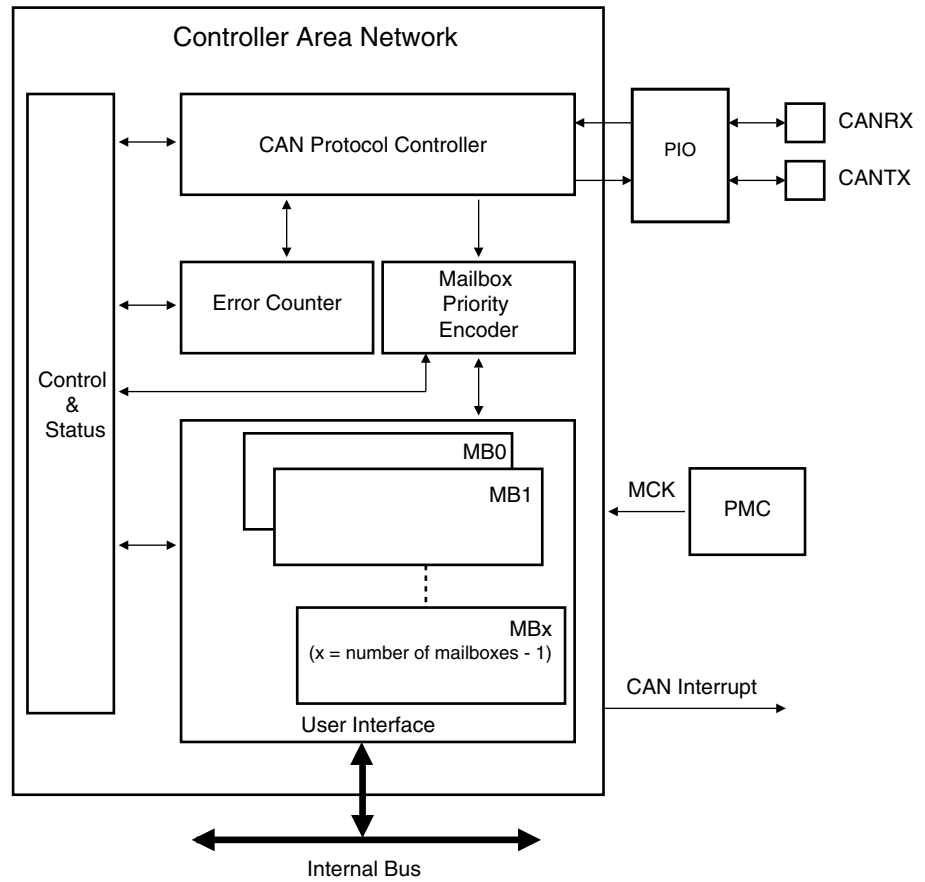 Controller Area Network
CAN Protocol Controller
PIO
CANRX
CANTX
Error Counter
Mailbox
Priority
Encoder
Control
&
Status
MB0
MB1
MCK
PMC
MBx
(x = number of mailboxes - 1)
CAN Interrupt
User Interface
Internal Bus